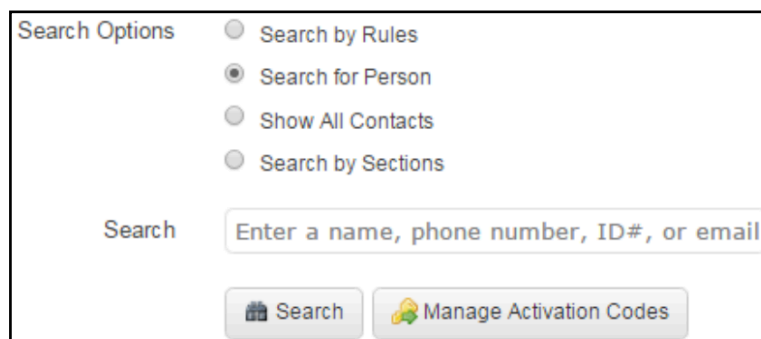 Search Options
Search by Rules
Search for Person
Show All Contacts
Search by Sections
Search
Enter a name, phone number, ID#, or email
Search
Manage Activation Codes